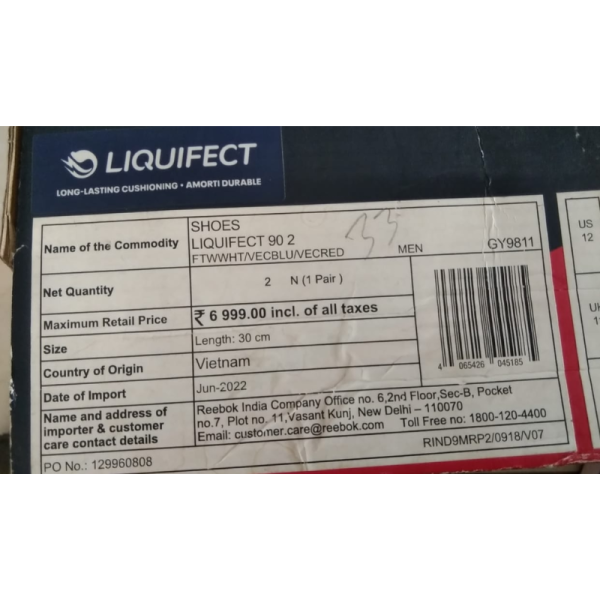 LIQUIFECT
LONG-LASTING CUSHIONING • AMORTI DURABLE
Name of the Commodity
SHOES
LIQUIFECT 90 2
FTWWHT/VECBLU/VECRED
MEN
GY9811
Net Quantity
2 N (1 Pair )
Maximum Retail Price
₹ 6 999.00 incl. of all taxes
Size
Length: 30 cm
Country of Origin
Vietnam
Date of Import
Jun-2022
4 065426 045185
Name and address of
importer & customer
care contact details
Reebok India Company Office no. 6,2nd Floor,Sec-B, Pocket
no.7, Plot no. 11,Vasant Kunj, New Delhi – 110070
Email: customer.care@reebok.com Toll Free no: 1800-120-4400
PO No.: 129960808
RIND9MRP2/0918/V07
US
12